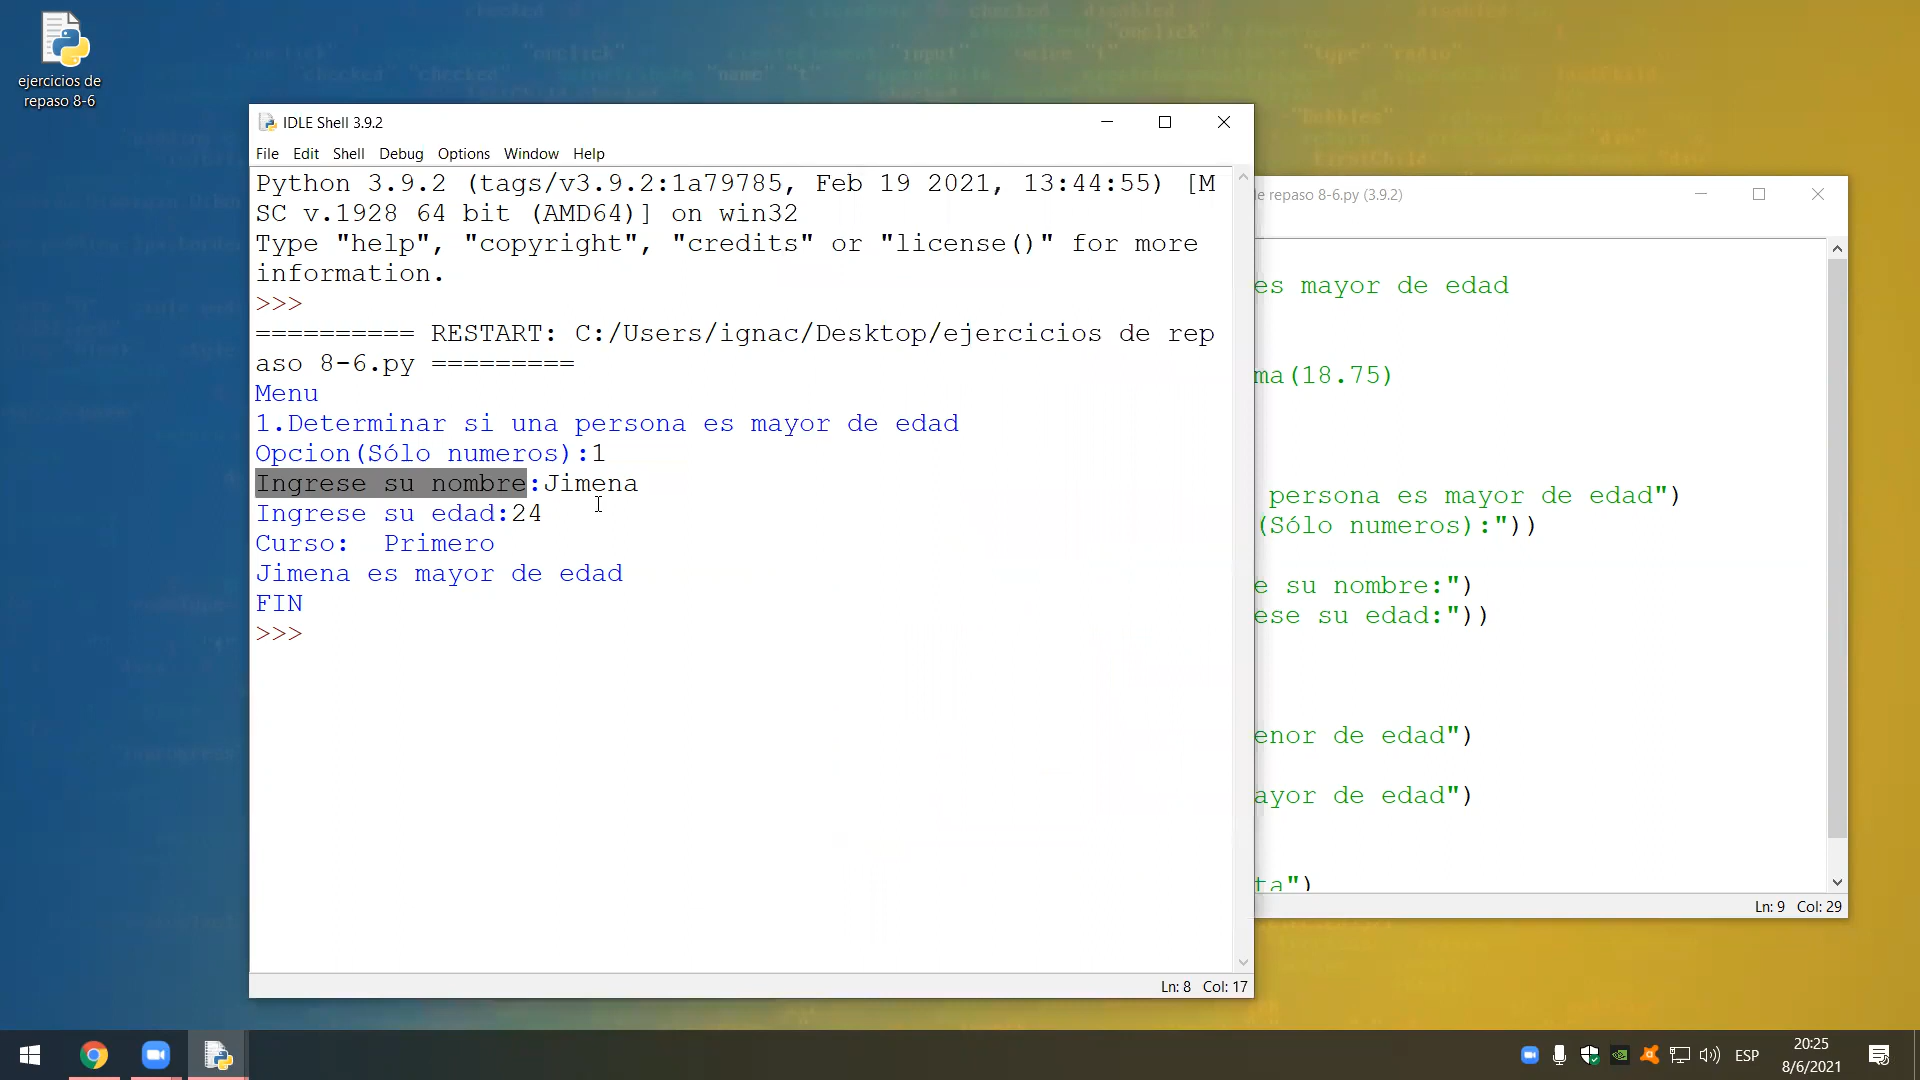 ejercicios de
repaso 8-6
IDLE Shell 3.9.2
File Edit Shell Debug Options Window Help
Python 3.9.2 (tags/v3.9.2:1a79785, Feb 19 2021, 13:44:55) [M
SC v.1928 64 bit (AMD64)] on win32
Type "help", "copyright", "credits" or "license()" for more
information.
>>>
========== RESTART: C:/Users/ignac/Desktop/ejercicios de rep
aso 8-6.py =========
Menu
1.Determinar si una persona es mayor de edad
Opcion(Sólo numeros):1
Ingrese su nombre:Jimena
Ingrese su edad:24
Curso:  Primero
Jimena es mayor de edad
FIN
>>>
Ln: 8 Col: 17
de repaso 8-6.py (3.9.2)
es mayor de edad
ma(18.75)
persona es mayor de edad")
(Sólo numeros):"))
e su nombre:")
ese su edad:"))
enor de edad")
ayor de edad")
ta")
Ln: 9 Col: 29
ESP
20:25
8/6/2021